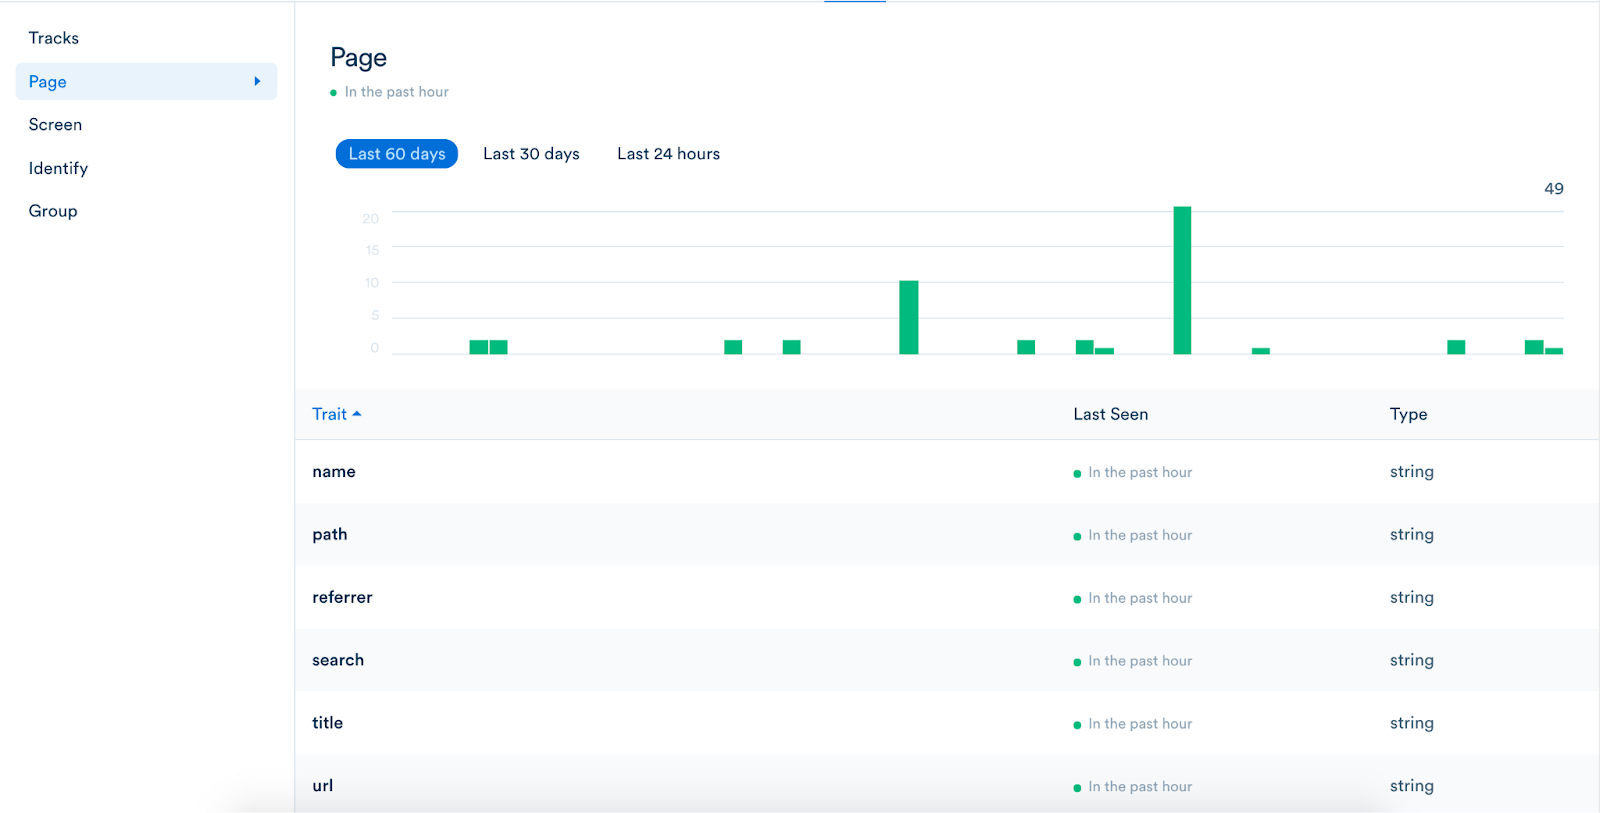 Tracks
Page
Screen
Identify
Group
Page
In the past hour
Last 60 days Last 30 days Last 24 hours
49
20
15
10
5
0
Trait Last Seen Type
name In the past hour string
path In the past hour string
referrer In the past hour string
search In the past hour string
title In the past hour string
url In the past hour string